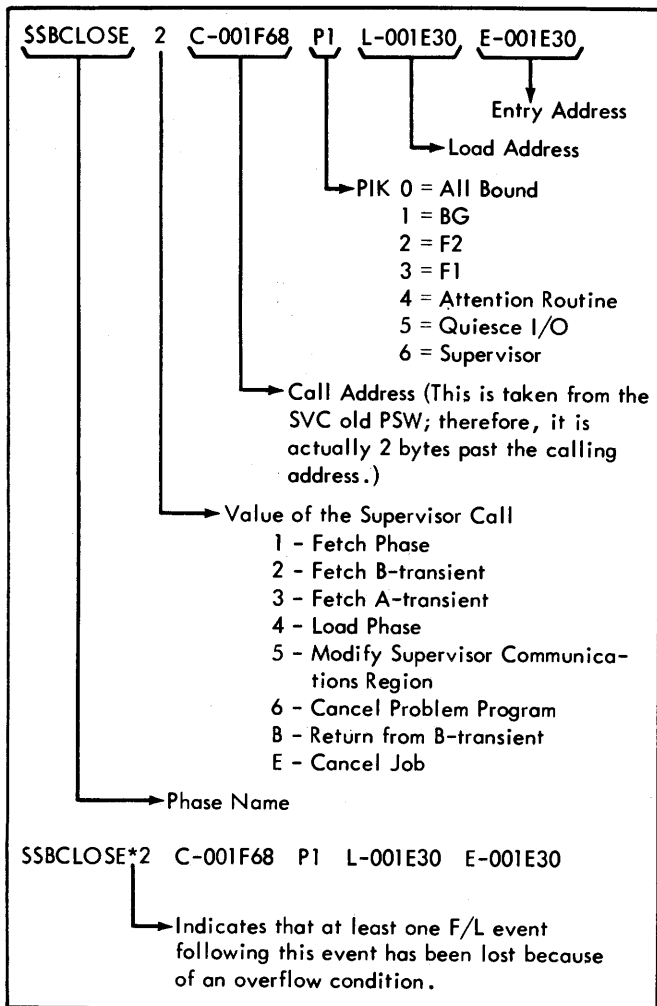 $SBCLOSE 2 C-001F68 P1 L-001E30 E-001E30
Entry Address
Load Address
PIK 0 = All Bound
1 = BG
2 = F2
3 = F1
4 = Attention Routine
5 = Quiesce I/O
6 = Supervisor
Call Address (This is taken from the
SVC old PSW; therefore, it is
actually 2 bytes past the calling
address.)
Value of the Supervisor Call
1 - Fetch Phase
2 - Fetch B-transient
3 - Fetch A-transient
4 - Load Phase
5 - Modify Supervisor Communica-
tions Region
6 - Cancel Problem Program
B - Return from B-transient
E - Cancel Job
Phase Name
SSBCLOSE*2 C-001F68 P1 L-001E30 E-001E30
Indicates that at least one F/L event
following this event has been lost because
of an overflow condition.